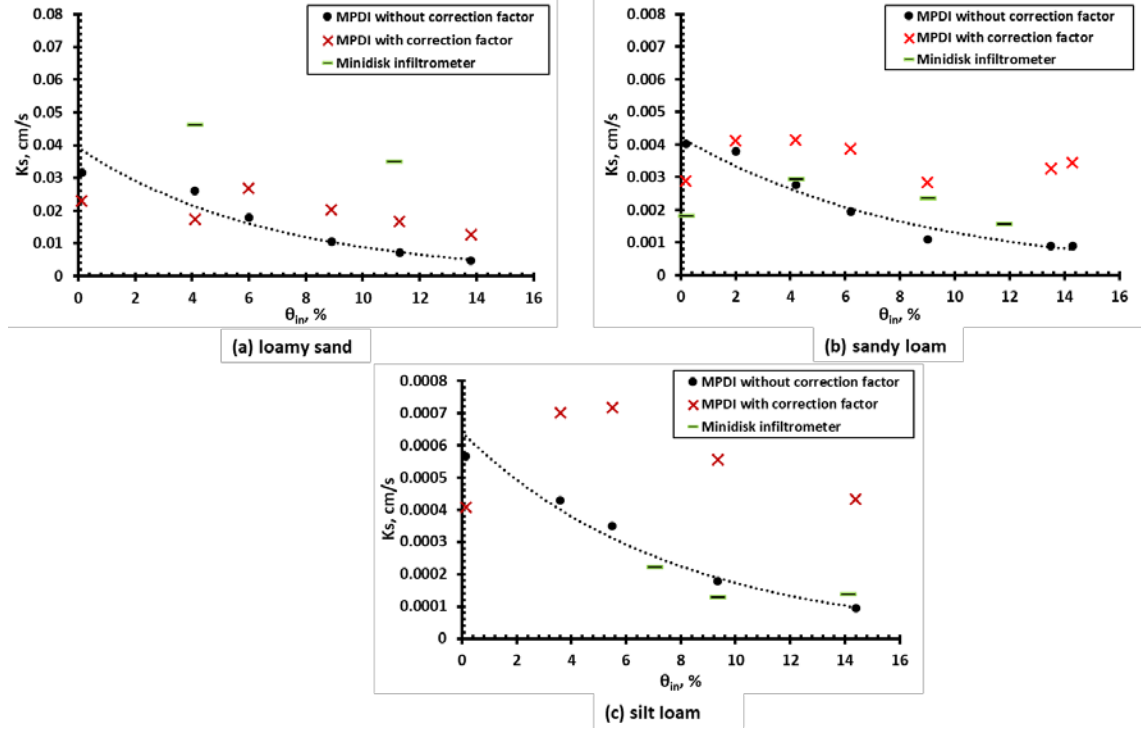 0.08
0.07
0.06
0.05
0.04
0.03
0.02
0.01
0
Ks, cm/s
MPDI without correction factor
MPDI with correction factor
Minidisk infiltrometer
0 2 4 6 8 10 12 14 16
θin, %
(a) loamy sand
0.008
0.007
0.006
0.005
0.004
0.003
0.002
0.001
0
Ks, cm/s
MPDI without correction factor
MPDI with correction factor
Minidisk infiltrometer
0 2 4 6 8 10 12 14 16
θin, %
(b) sandy loam
0.0008
0.0007
0.0006
0.0005
0.0004
0.0003
0.0002
0.0001
0
Ks, cm/s
MPDI without correction factor
MPDI with correction factor
Minidisk infiltrometer
0 2 4 6 8 10 12 14 16
θin, %
(c) silt loam